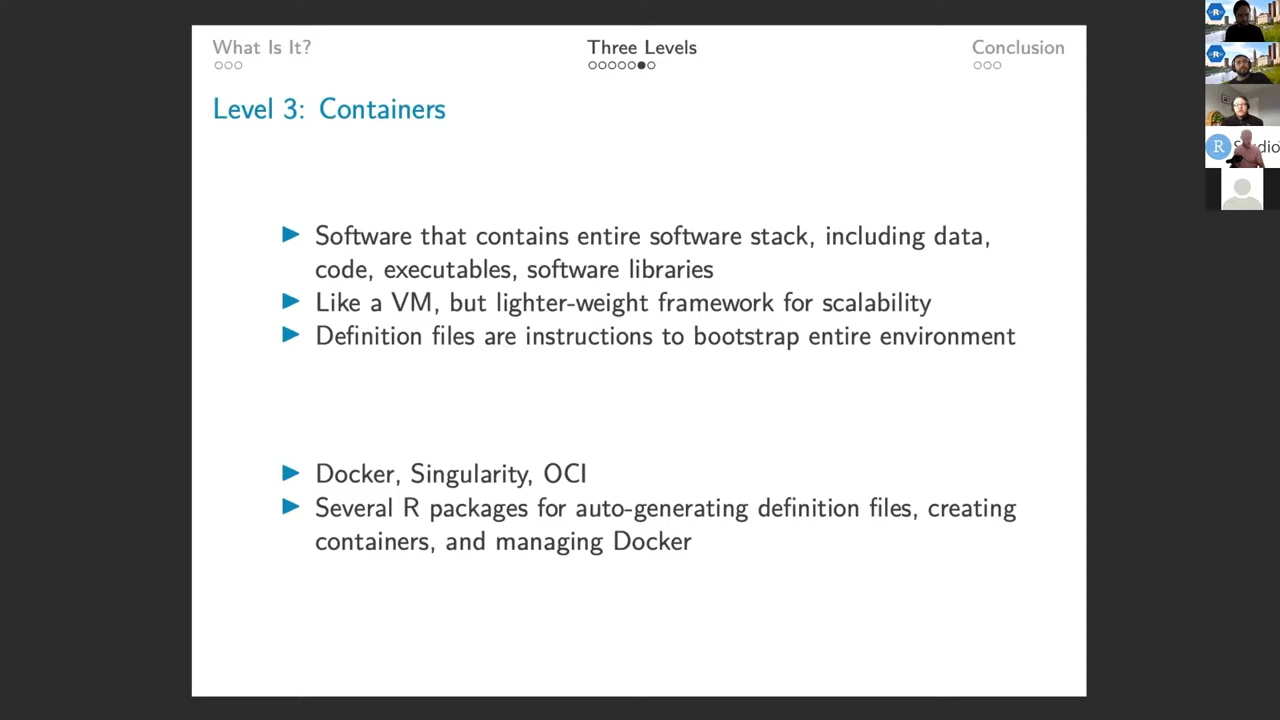 What Is It?
Three Levels
Conclusion
Level 3: Containers
Software that contains entire software stack, including data,
code, executables, software libraries
Like a VM, but lighter-weight framework for scalability
Definition files are instructions to bootstrap entire environment
Docker, Singularity, OCI
Several R packages for auto-generating definition files, creating
containers, and managing Docker
R
R
R